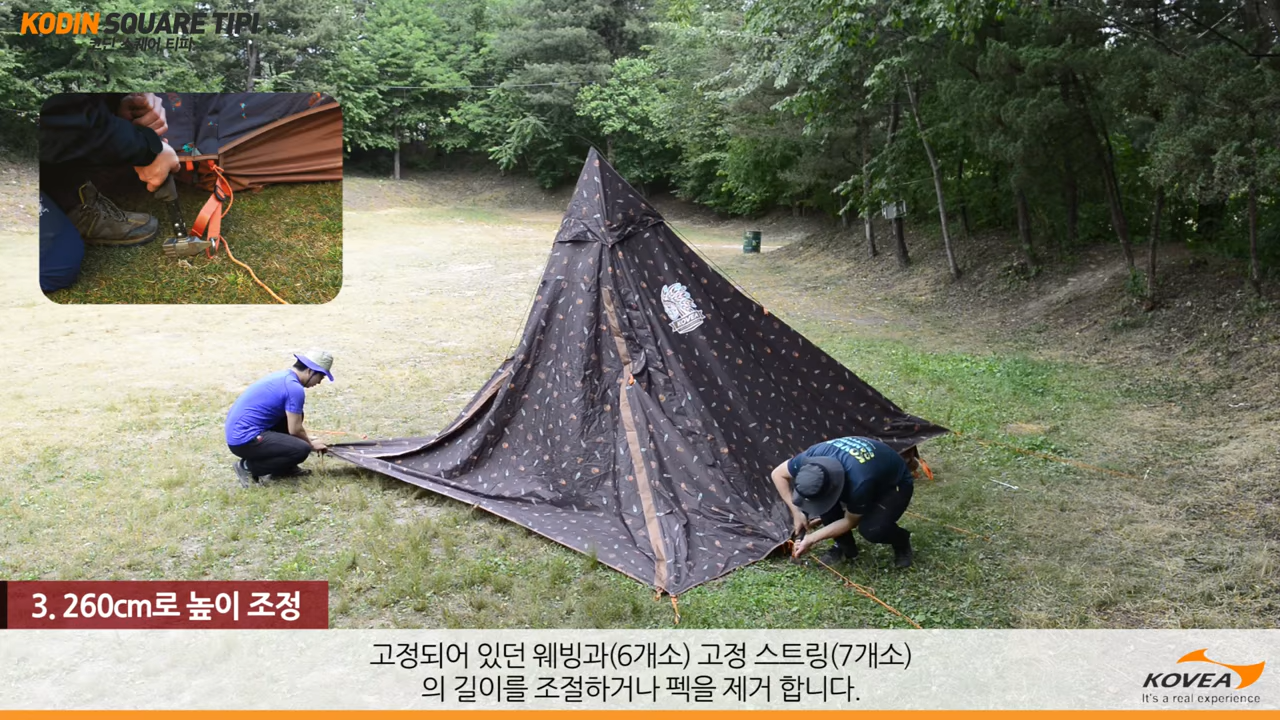 KODIN SQUARE TIPI
코딘 스퀘어 티피
KOVEA
3. 260cm로 높이 조정
고정되어 있던 웨빙과(6개소) 고정 스트링(7개소)
의 길이를 조절하거나 펙을 제거 합니다.
KOVEA
It's a real experience